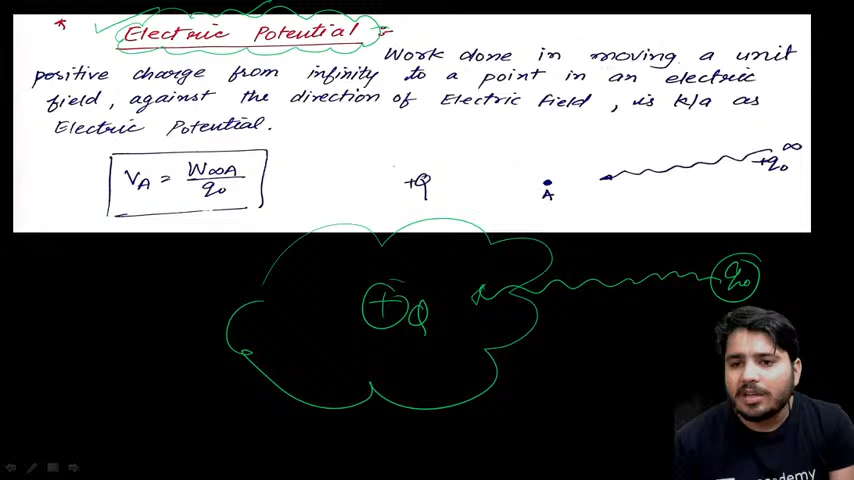 * Electric Potential :-
Work done in moving a unit
positive charge from infinity to a point in an electric
field, against the direction of Electric field, is k/a as
Electric Potential.
V_A = W∞A / q₀
+Q
A
∞
+q₀
+ Q
q₀